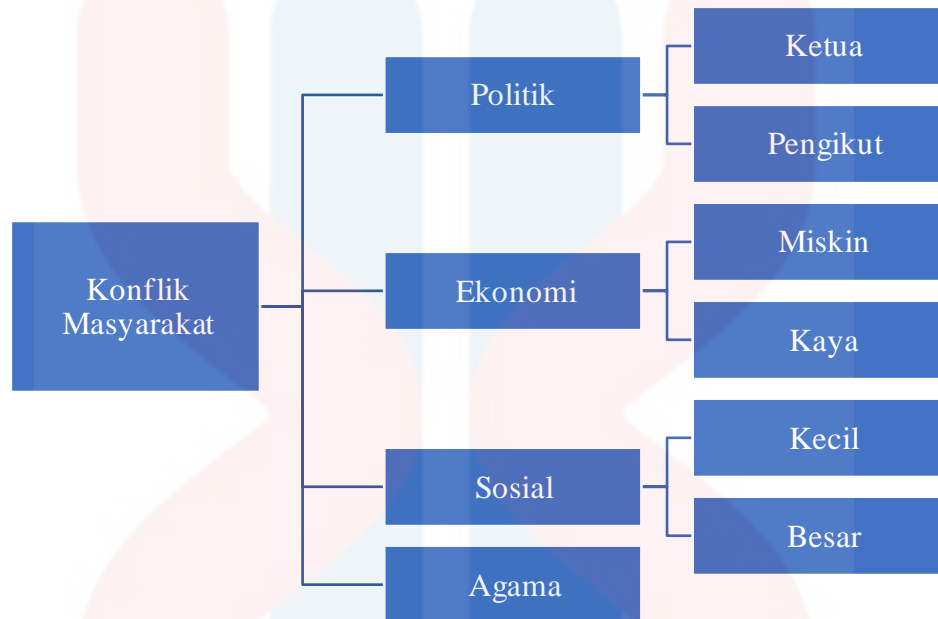 Konflik
Masyarakat
Politik
Ketua
Pengikut
Ekonomi
Miskin
Kaya
Sosial
Kecil
Besar
Agama